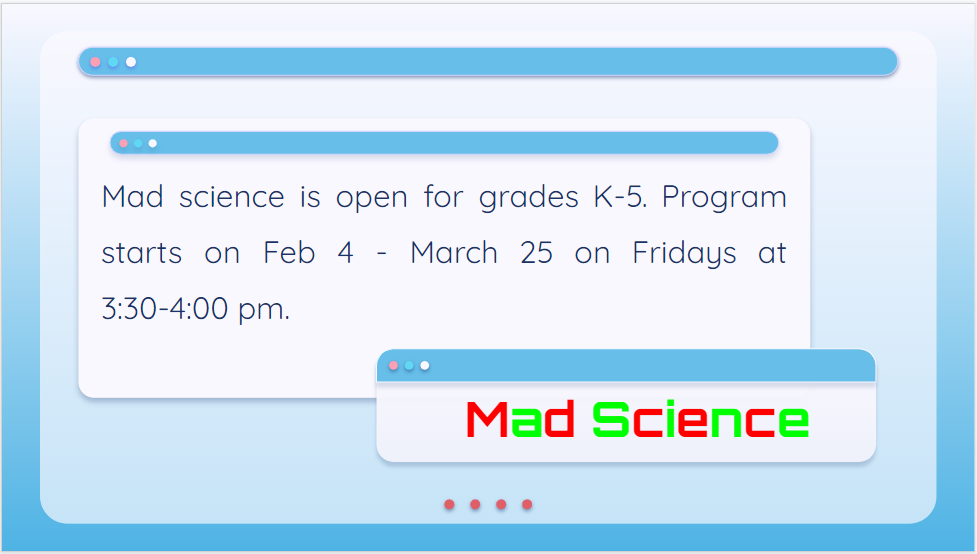 Mad science is open for grades K-5. Program
starts on Feb 4 - March 25 on Fridays at
3:30-4:00 pm.
Mad Science